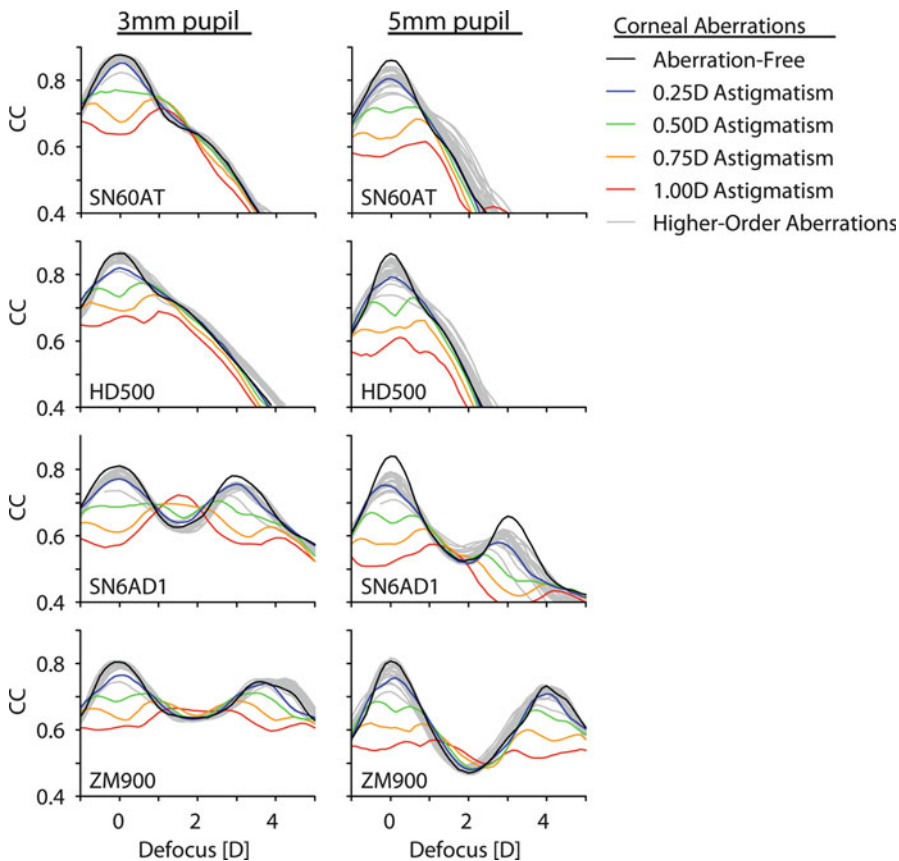 3mm pupil
5mm pupil
Corneal Aberrations
Aberration-Free
0.25D Astigmatism
0.50D Astigmatism
0.75D Astigmatism
1.00D Astigmatism
Higher-Order Aberrations
CC
0.8
0.6
0.4
SN60AT
SN60AT
CC
0.8
0.6
0.4
HD500
HD500
CC
0.8
0.6
0.4
SN6AD1
SN6AD1
CC
0.8
0.6
0.4
ZM900
ZM900
0 2 4
0 2 4
Defocus [D]
Defocus [D]